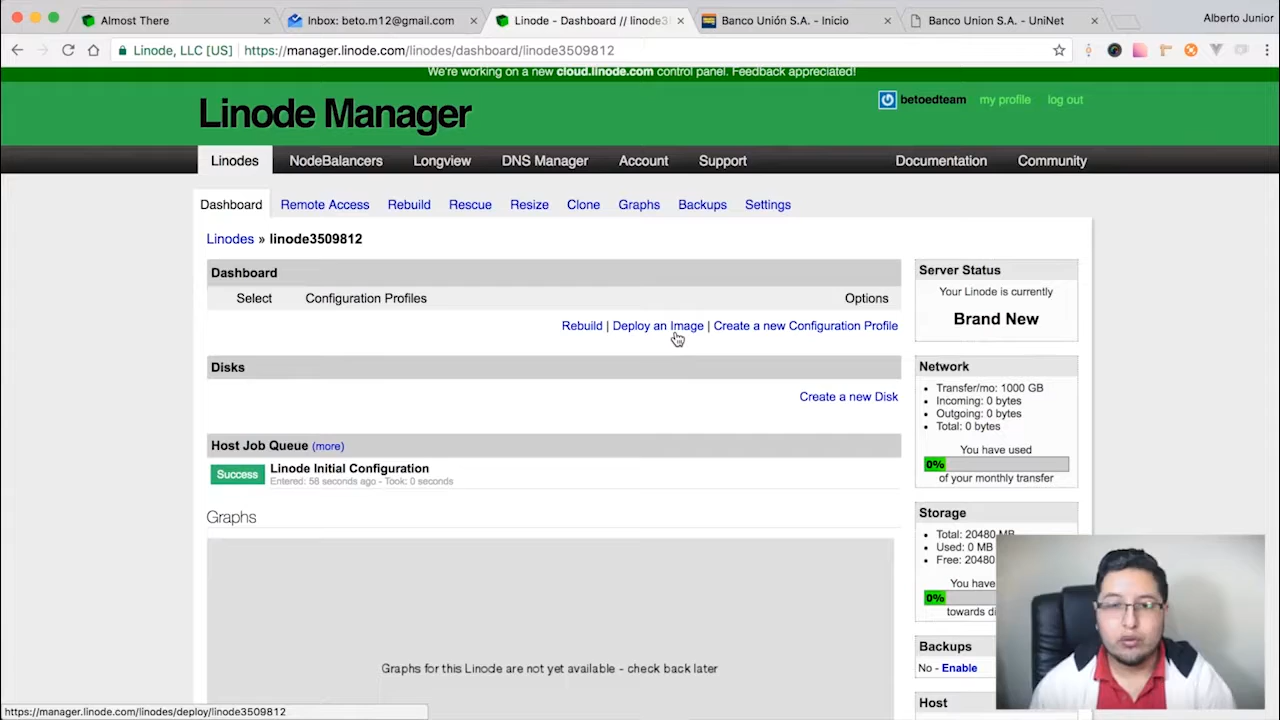 Almost There
Inbox: beto.m12@gmail.com
Linode - Dashboard // linode3
Banco Unión S.A. - Inicio
Banco Union S.A. - UniNet
Alberto Junior
Linode, LLC [US]
https://manager.linode.com/linodes/dashboard/linode3509812
We're working on a new cloud.linode.com control panel. Feedback appreciated!
Linode Manager
betoedteam my profile log out
Linodes NodeBalancers Longview DNS Manager Account Support Documentation Community
Dashboard Remote Access Rebuild Rescue Resize Clone Graphs Backups Settings
Linodes » linode3509812
Dashboard
Select Configuration Profiles Options
Rebuild | Deploy an Image | Create a new Configuration Profile
Disks
Create a new Disk
Host Job Queue (more)
Success
Linode Initial Configuration
Entered: 58 seconds ago - Took: 0 seconds
Graphs
Graphs for this Linode are not yet available - check back later
Server Status
Your Linode is currently
Brand New
Network
Transfer/mo: 1000 GB
Incoming: 0 bytes
Outgoing: 0 bytes
Total: 0 bytes
You have used
0%
of your monthly transfer
Storage
Total: 20480 MB
Used: 0 MB
Free: 20480
You have
0%
towards di
Backups
No - Enable
Host
https://manager.linode.com/linodes/deploy/linode3509812